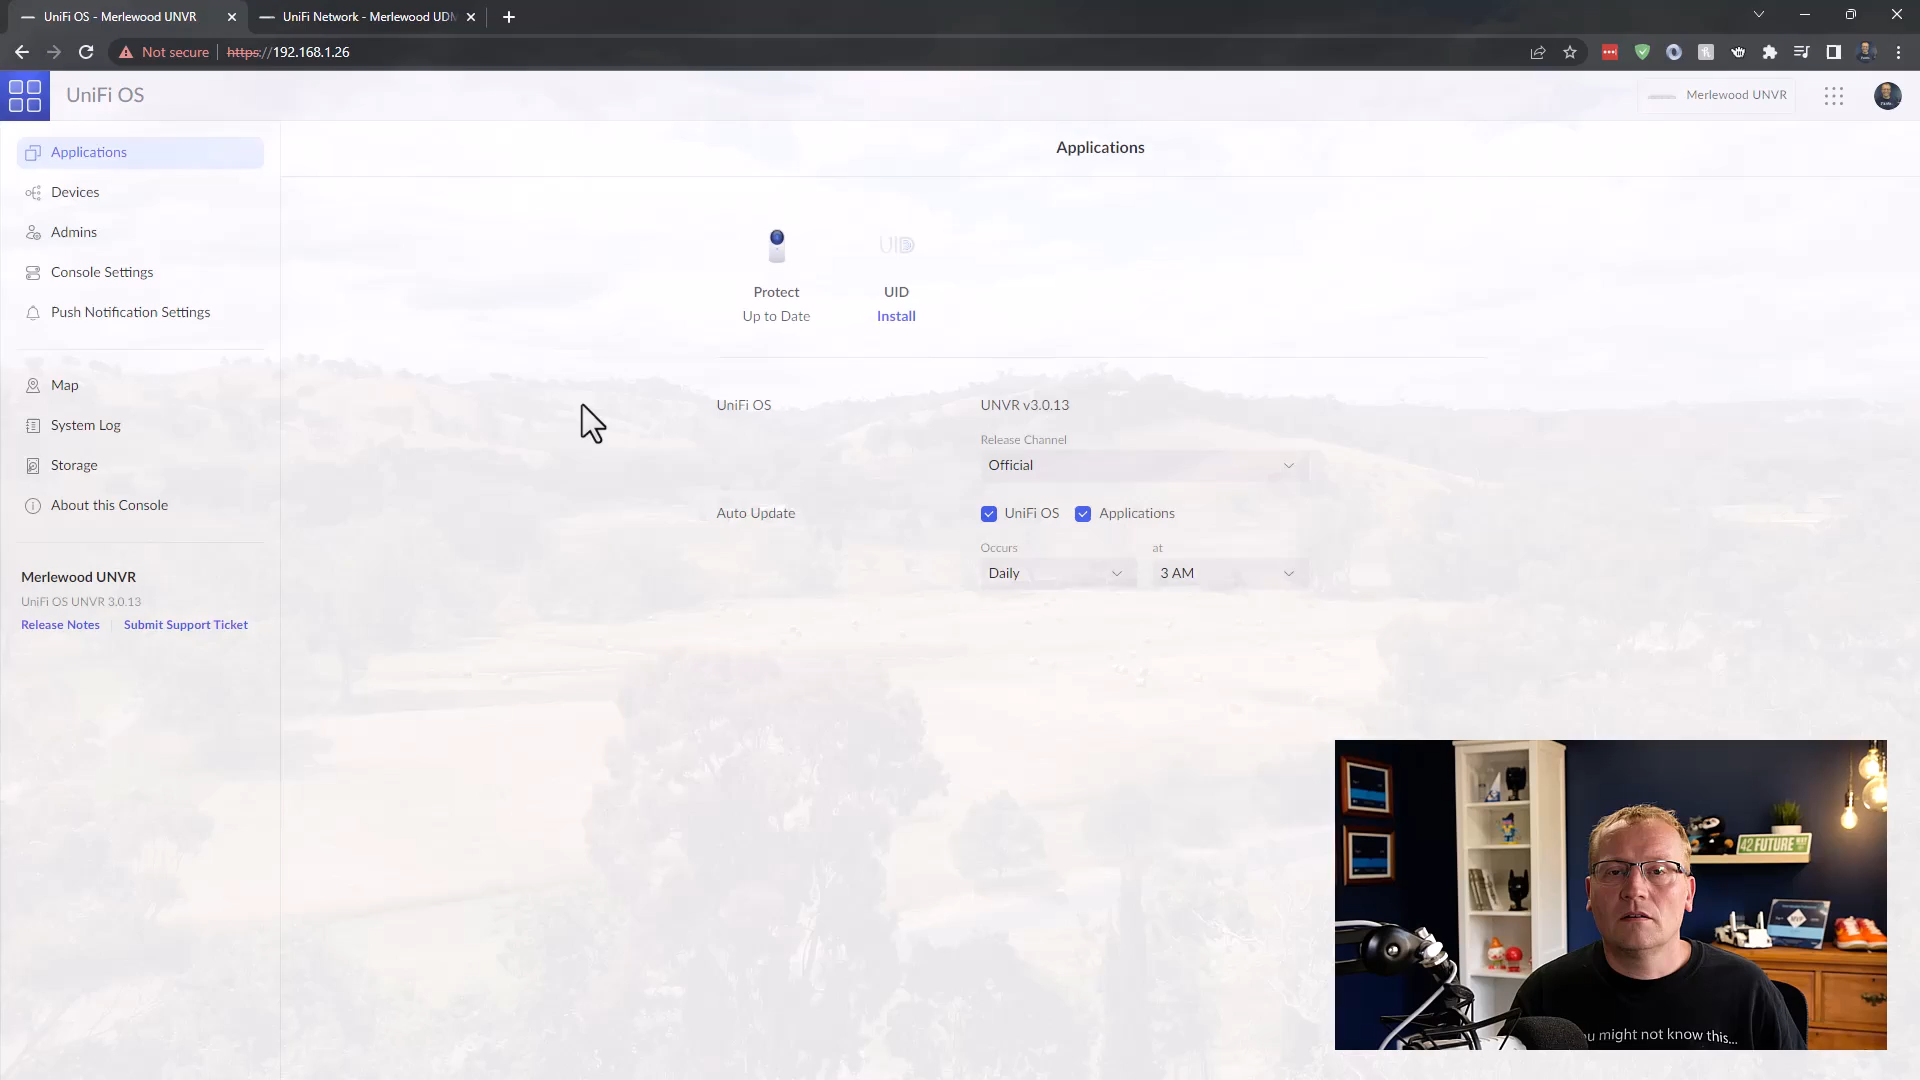 UniFi OS - Merlewood UNVR
UniFi Network - Merlewood UDM
Not secure
https://192.168.1.26
UniFi OS
Merlewood UNVR
Applications
Devices
Admins
Console Settings
Push Notification Settings
Map
System Log
Storage
About this Console
Merlewood UNVR
UniFi OS UNVR 3.0.13
Release Notes
Submit Support Ticket
Applications
UID
Protect
Up to Date
UID
Install
UniFi OS
UNVR v3.0.13
Release Channel
Official
Auto Update
UniFi OS
Applications
Occurs
Daily
at
3 AM
42 FUTURE
might not know this...